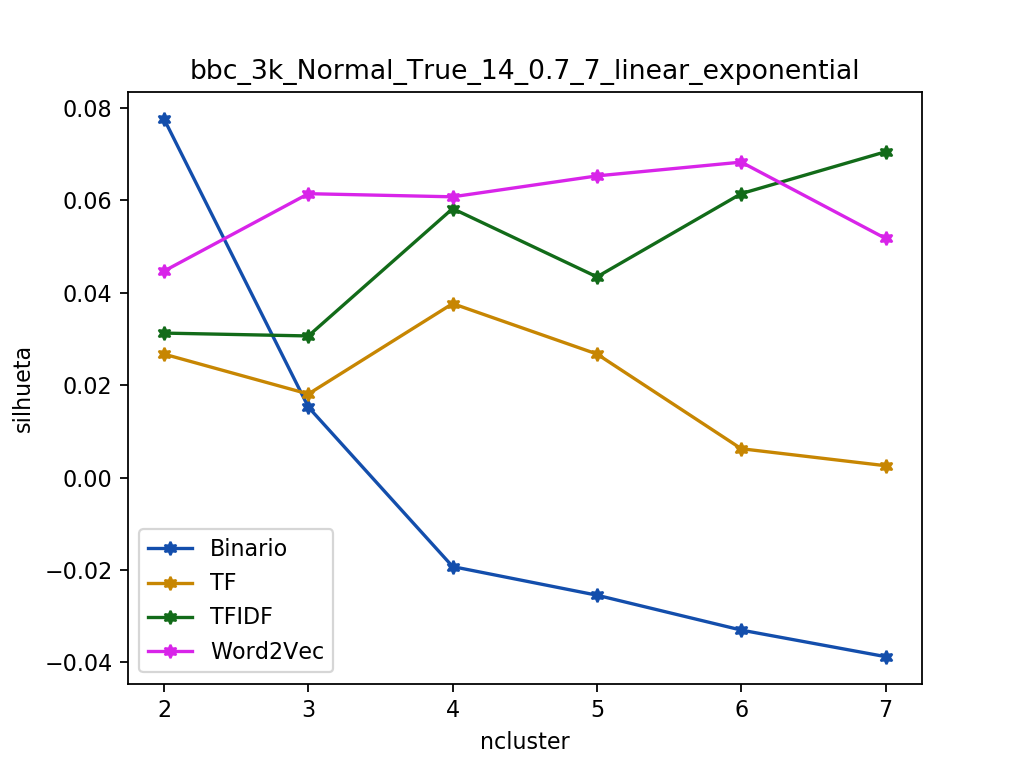 bbc_3k_Normal_True_14_0.7_7_linear_exponential
0.08
0.06
0.04
0.02
0.00
−0.02
−0.04
silhueta
Binario
TF
TFIDF
Word2Vec
2 3 4 5 6 7
ncluster